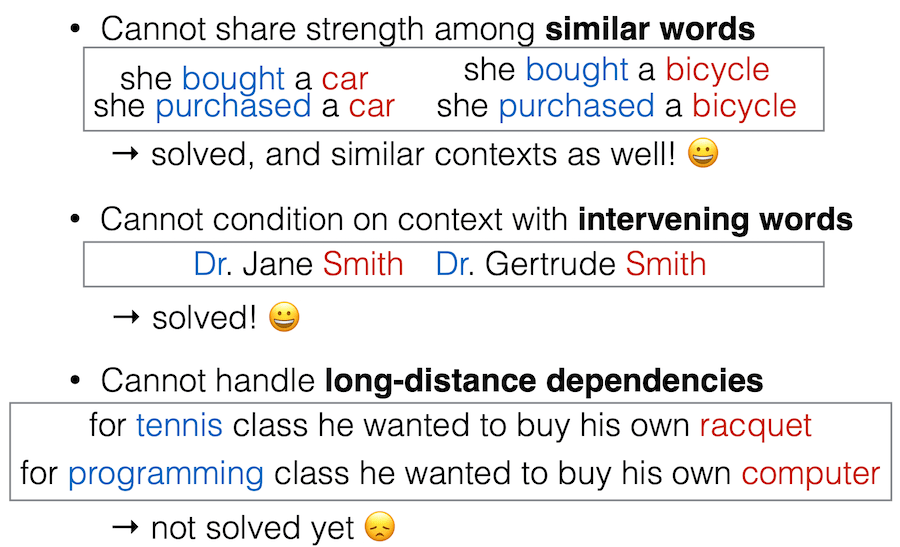 • Cannot share strength among similar words
she bought a car she bought a bicycle
she purchased a car she purchased a bicycle
→ solved, and similar contexts as well! 😀
• Cannot condition on context with intervening words
Dr. Jane Smith Dr. Gertrude Smith
→ solved! 😀
• Cannot handle long-distance dependencies
for tennis class he wanted to buy his own racquet
for programming class he wanted to buy his own computer
→ not solved yet 😞